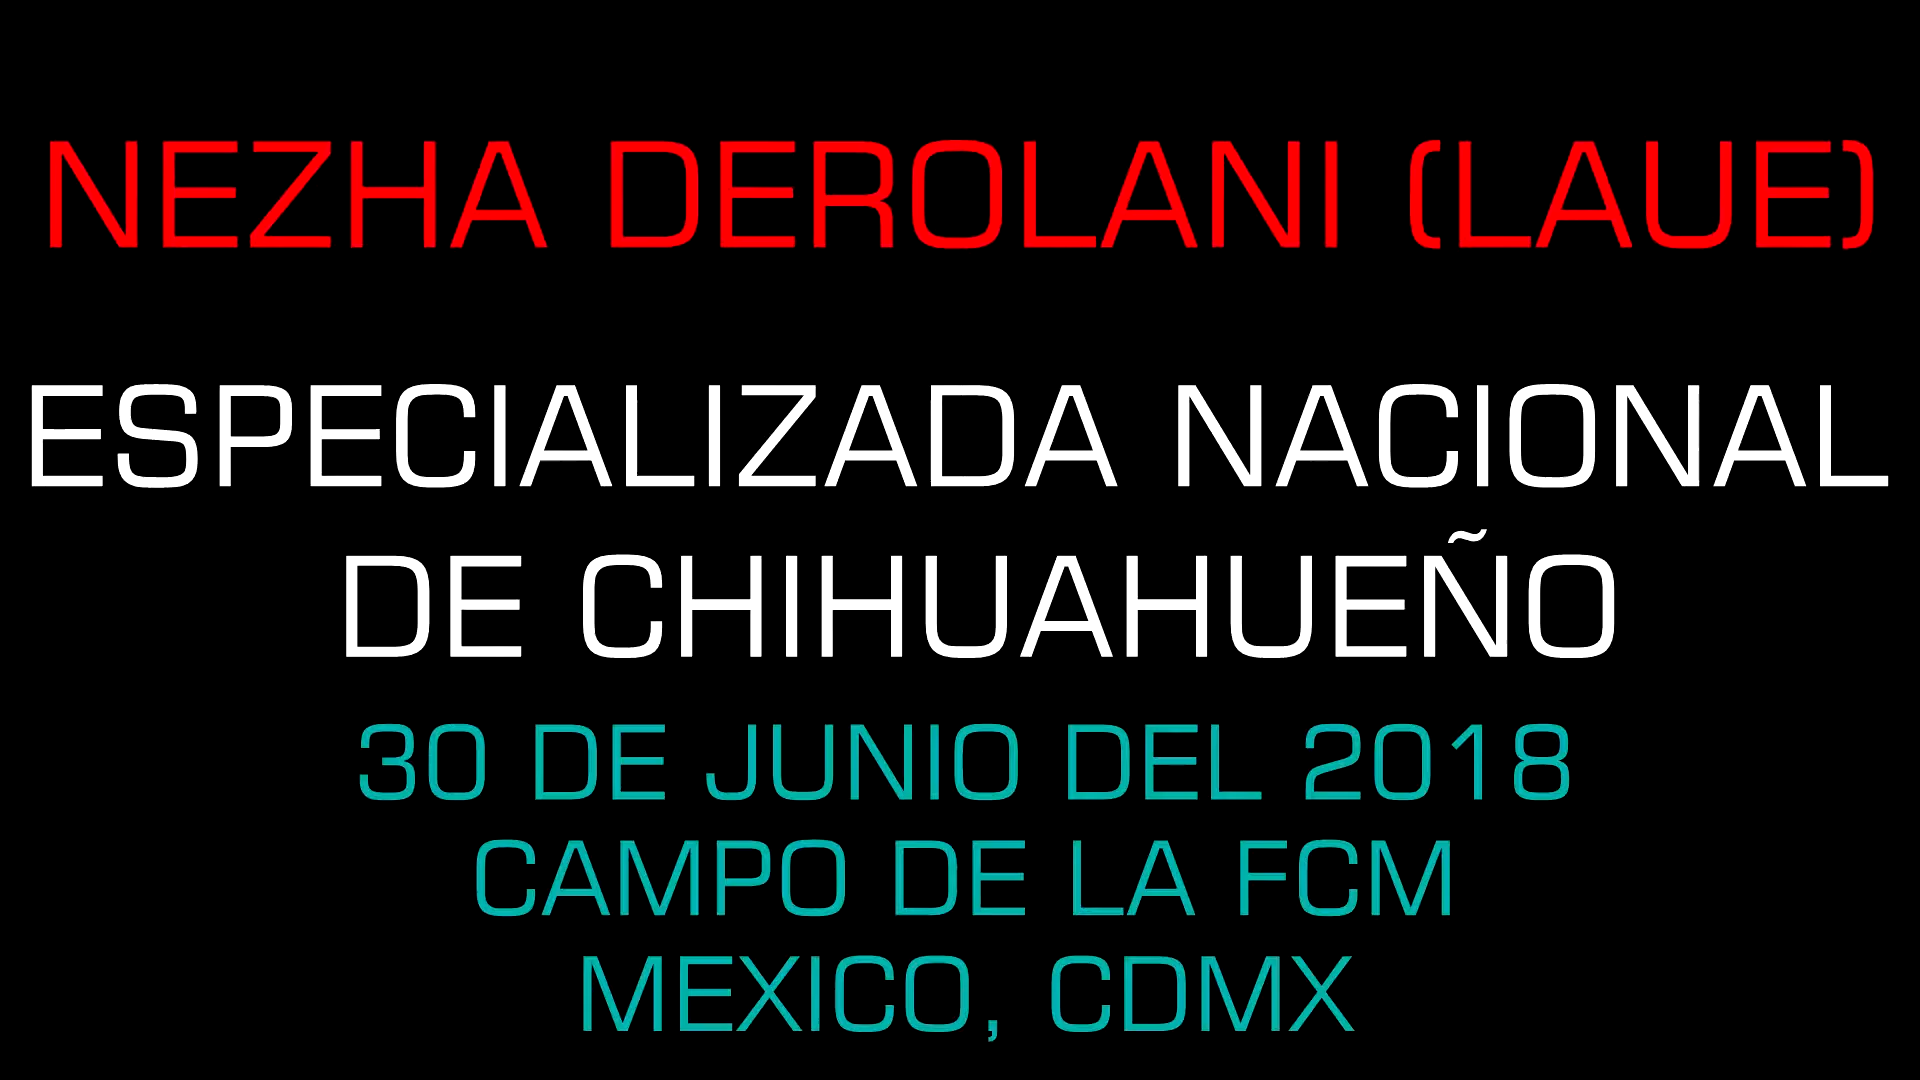 NEZHA DEROLANI (LAUE)
ESPECIALIZADA NACIONAL
DE CHIHUAHUEÑO
30 DE JUNIO DEL 2018
CAMPO DE LA FCM
MEXICO, CDMX